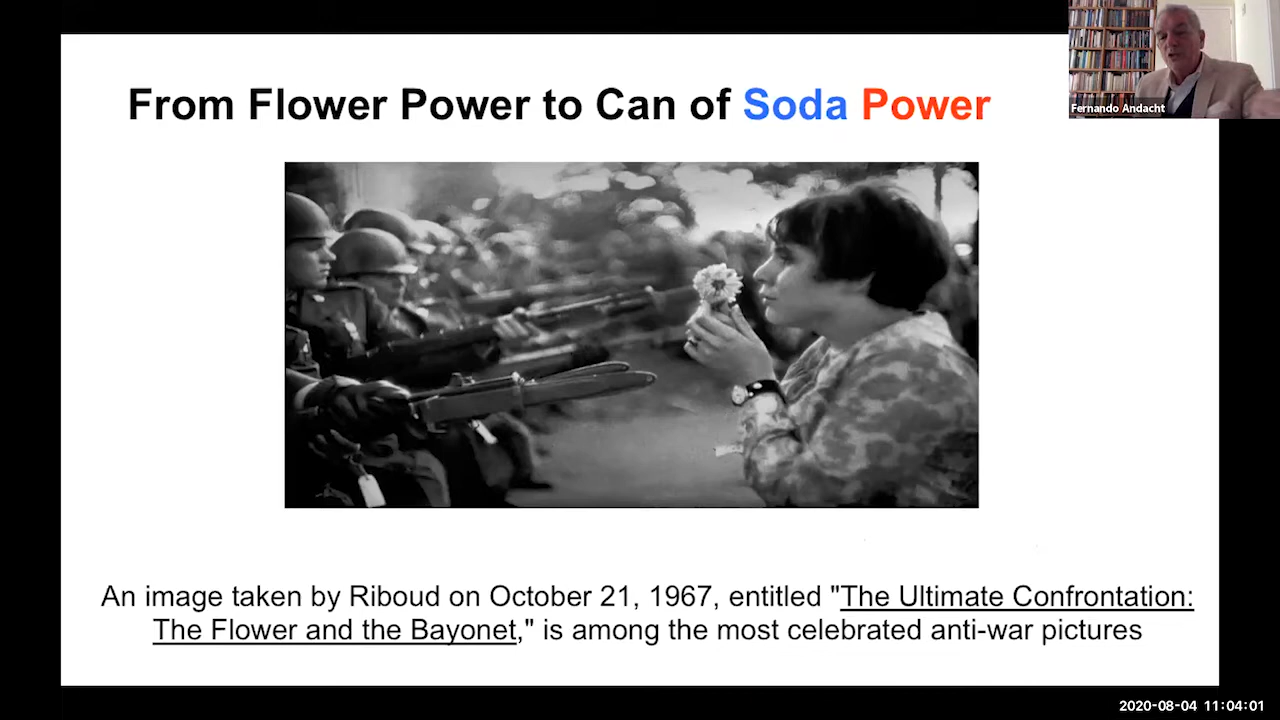 From Flower Power to Can of Soda Power
Fernando Andacht
An image taken by Riboud on October 21, 1967, entitled "The Ultimate Confrontation:
The Flower and the Bayonet," is among the most celebrated anti-war pictures
2020-08-04 11:04:01